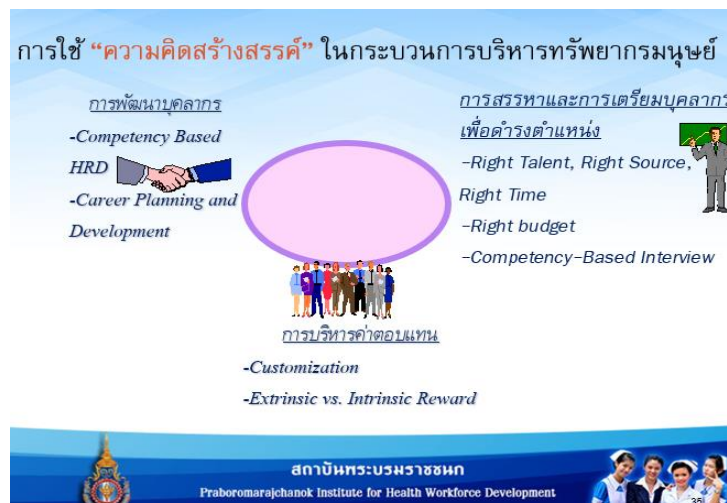 การใช้ “ความคิดสร้างสรรค์” ในกระบวนการบริหารทรัพยากรมนุษย์
การพัฒนาบุคลากร
-Competency Based
HRD
-Career Planning and
Development
การสรรหาและการเตรียมบุคลากร
เพื่อดำรงตำแหน่ง
-Right Talent, Right Source,
Right Time
-Right budget
-Competency-Based Interview
การบริหารค่าตอบแทน
-Customization
-Extrinsic vs. Intrinsic Reward
สถาบันพระบรมราชชนก
Praboromarajchanok Institute for Health Workforce Development
35